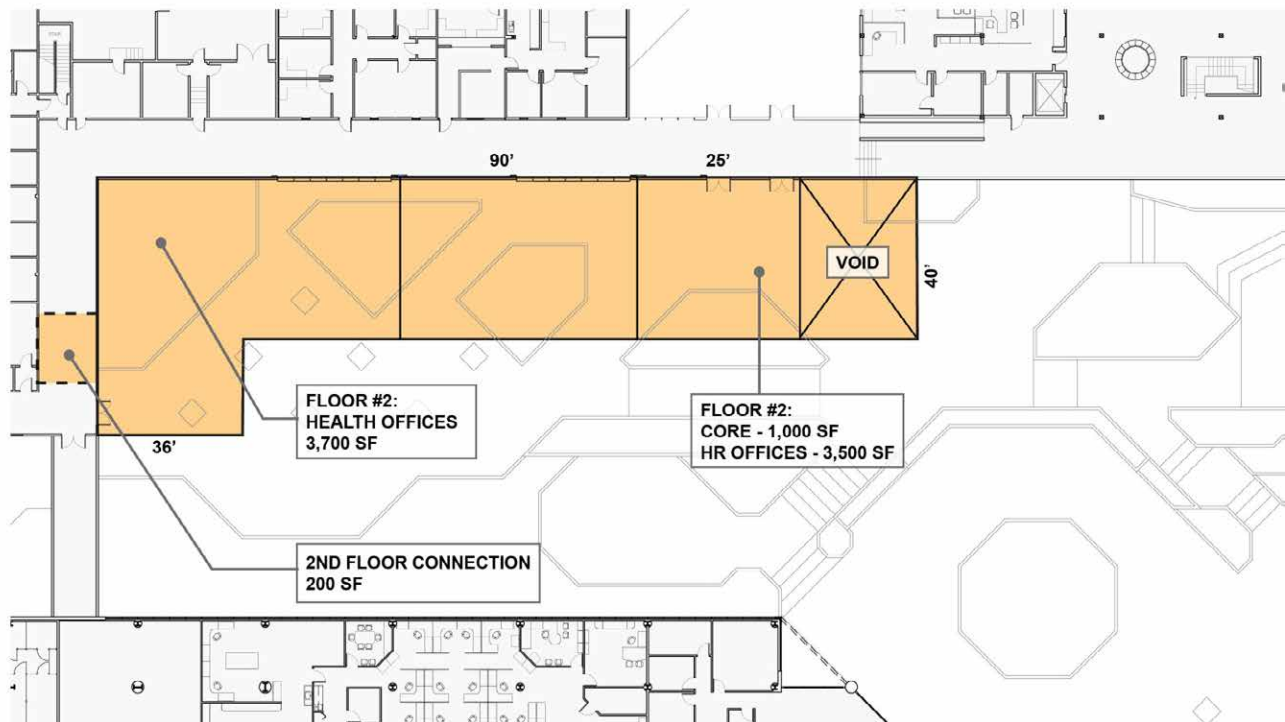 90’
25’
VOID
40’
FLOOR #2:
HEALTH OFFICES
3,700 SF
FLOOR #2:
CORE - 1,000 SF
HR OFFICES - 3,500 SF
36’
2ND FLOOR CONNECTION
200 SF